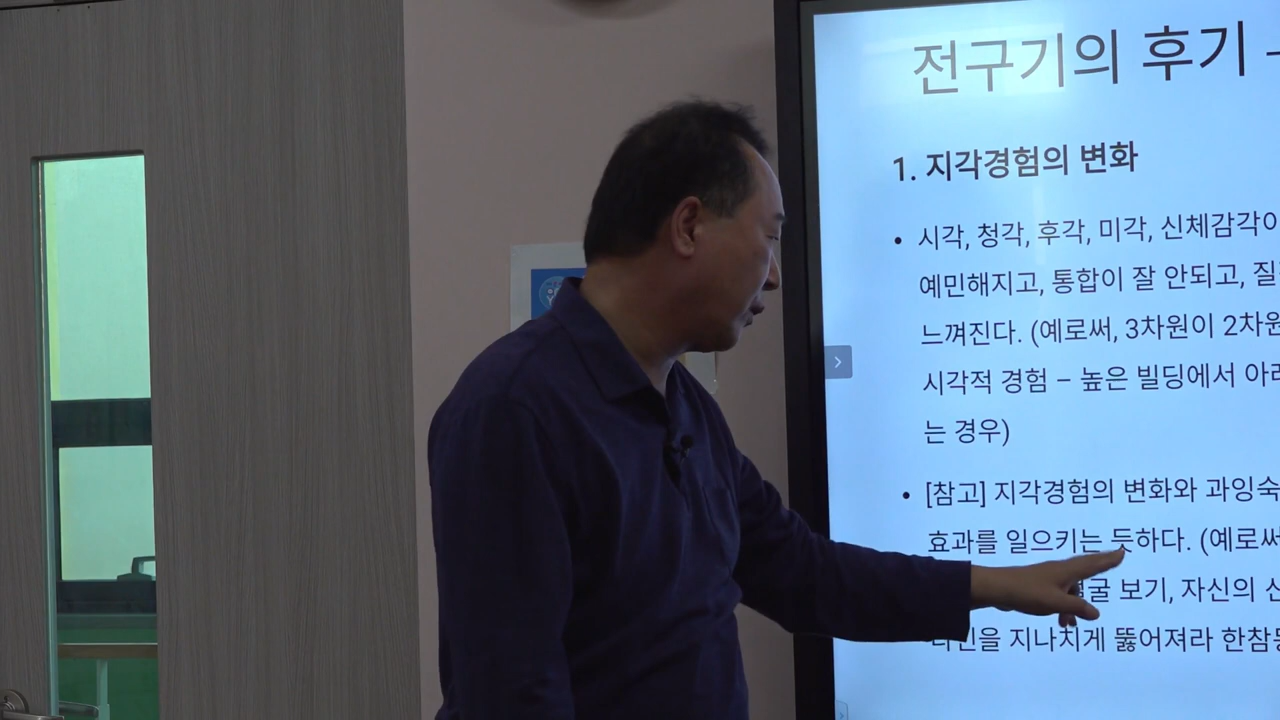 전구기의 후기 -
1. 지각경험의 변화
• 시각, 청각, 후각, 미각, 신체감각이
예민해지고, 통합이 잘 안되고,
느껴진다. (예로써, 3차원이 2차원
시각적 경험 – 높은 빌딩에서
는 경우)
• [참고] 지각경험의 변화와 과잉숙
효과를 일으키는 듯하다. (예로써
보기, 자신의
지나치게 뚫어져라 한참